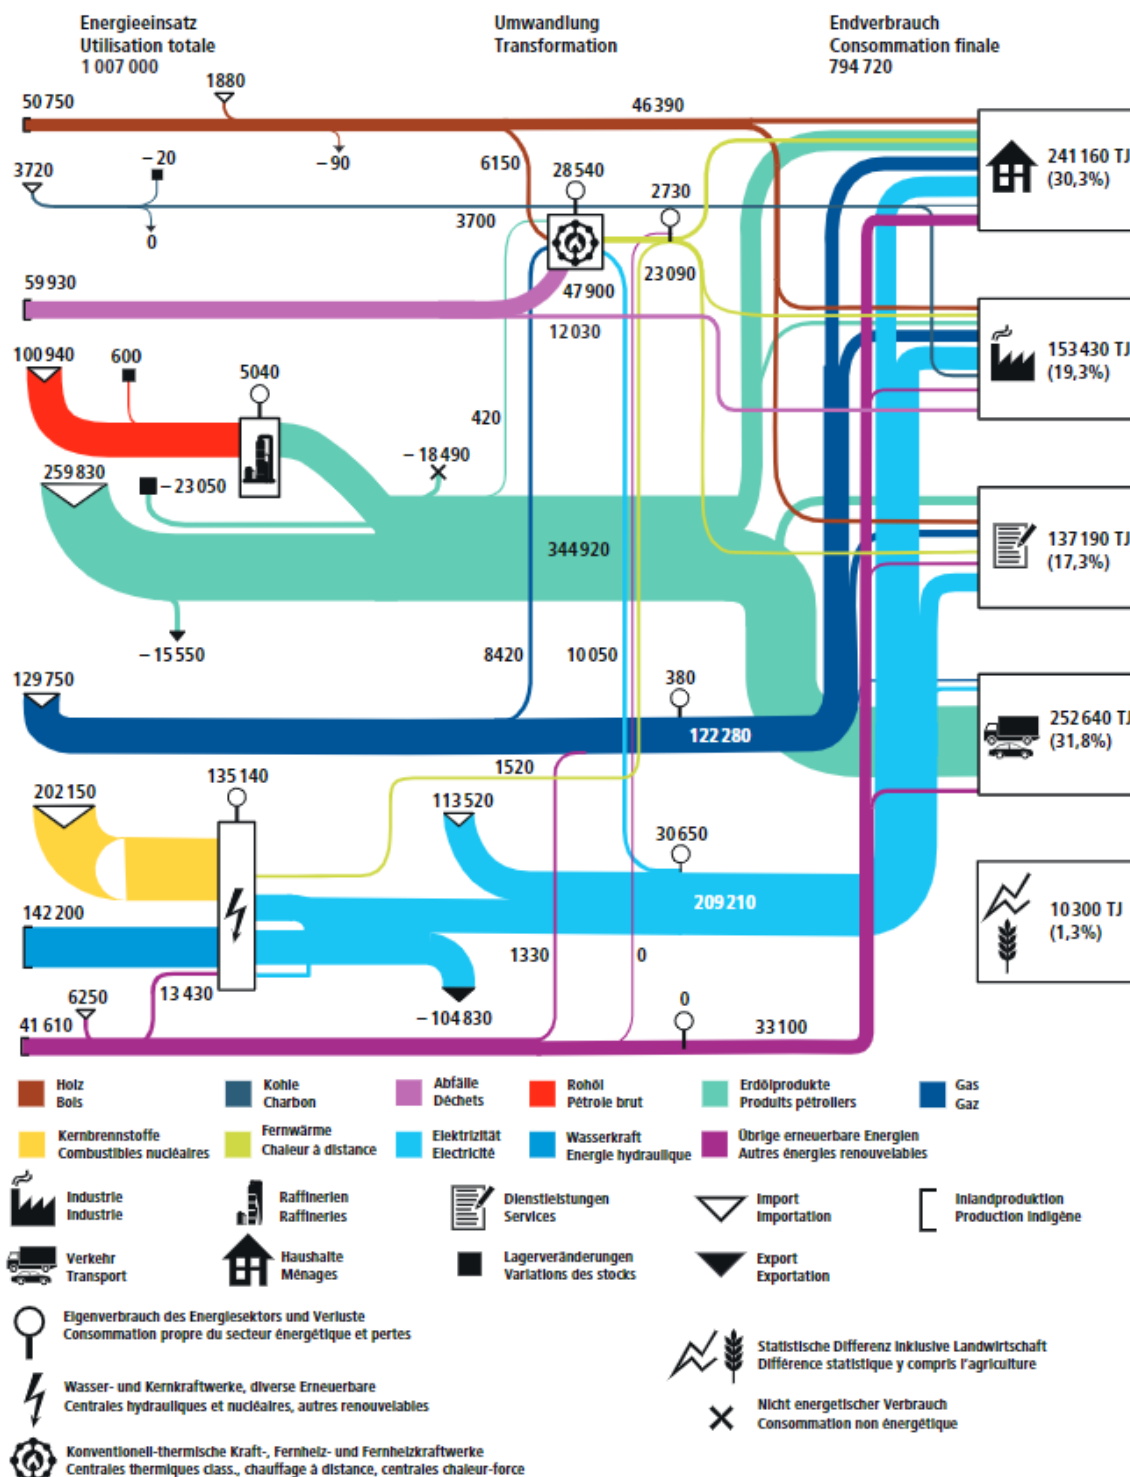 Energieeinsatz
Utilisation totale
1 007 000
Umwandlung
Transformation
Endverbrauch
Consommation finale
794 720
1880
50 750
46 390
– 20
– 90
6150
3720
28 540
2730
241 160 TJ
(30,3%)
0
3700
59 930
47 900
23 090
12 030
100 940
600
5040
153 430 TJ
(19,3%)
420
– 18 490
259 830
– 23 050
344 920
137 190 TJ
(17,3%)
– 15 550
8420
10 050
129 750
380
122 280
252 640 TJ
(31,8%)
1520
135 140
202 150
113 520
30 650
209 210
142 200
10 300 TJ
(1,3%)
1330
0
13 430
6250
– 104 830
0
41 610
33 100
Holz
Bois
Kohle
Charbon
Abfälle
Déchets
Rohöl
Pétrole brut
Erdölprodukte
Produits pétroliers
Gas
Gaz
Kernbrennstoffe
Combustibles nucléaires
Fernwärme
Chaleur à distance
Elektrizität
Electricité
Wasserkraft
Energie hydraulique
Übrige erneuerbare Energien
Autres énergies renouvelables
Industrie
Industrie
Raffinerien
Raffineries
Dienstleistungen
Services
Import
Importation
Inlandproduktion
Production indigène
Verkehr
Transport
Haushalte
Ménages
Lagerveränderungen
Variations des stocks
Export
Exportation
Eigenverbrauch des Energiesektors und Verluste
Consommation propre du secteur énergétique et pertes
Statistische Differenz inklusive Landwirtschaft
Différence statistique y compris l'agriculture
Wasser- und Kernkraftwerke, diverse Erneuerbare
Centrales hydrauliques et nucléaires, autres renouvelables
Nicht energetischer Verbrauch
Consommation non énergétique
Konventionell-thermische Kraft-, Fernheiz- und Fernheizkraftwerke
Centrales thermiques class., chauffage à distance, centrales chaleur-force